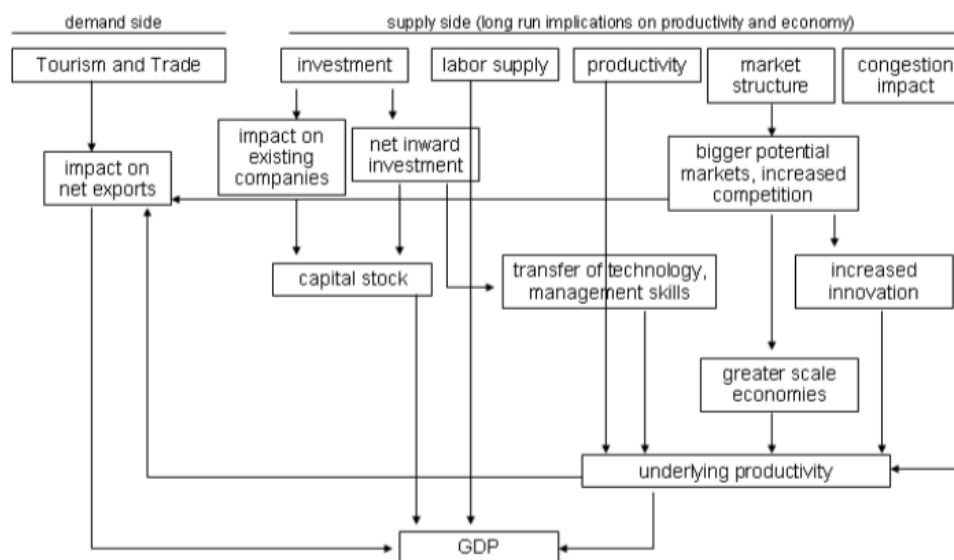 demand side
supply side (long run implications on productivity and economy)
Tourism and Trade
investment
labor supply
productivity
market
structure
congestion
impact
impact on
existing
companies
net inward
investment
bigger potential
markets, increased
competition
impact on
net exports
capital stock
transfer of technology,
management skills
increased
innovation
greater scale
economies
underlying productivity
GDP